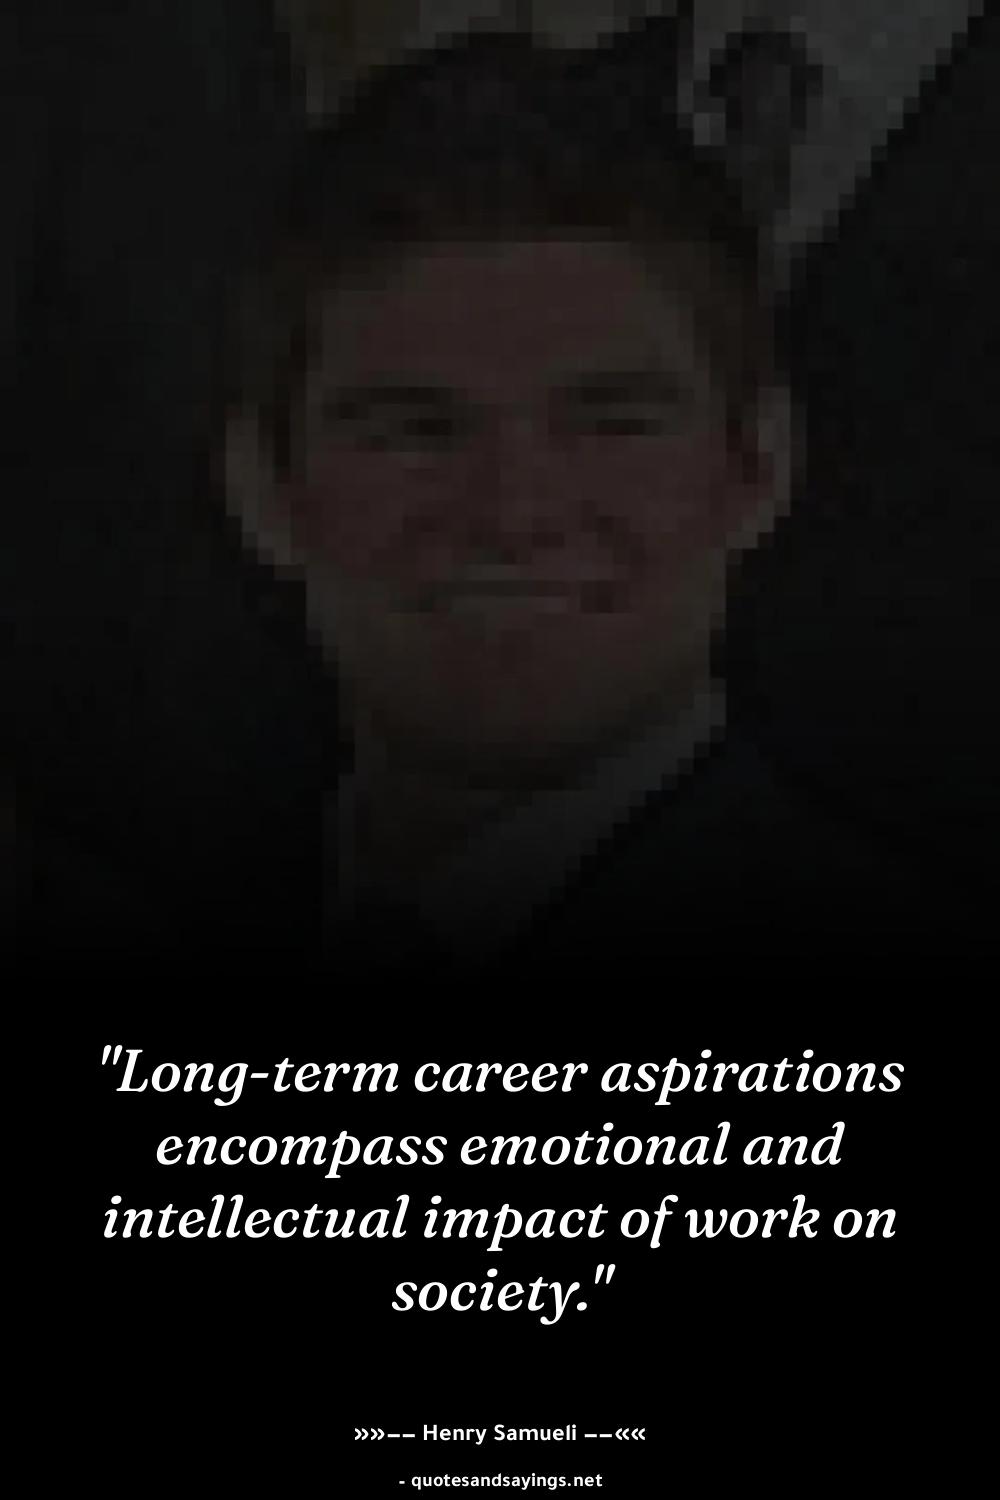 "Long-term career aspirations
encompass emotional and
intellectual impact of work on
society."
»»−− Henry Samueli −−««
- quotesandsayings.net